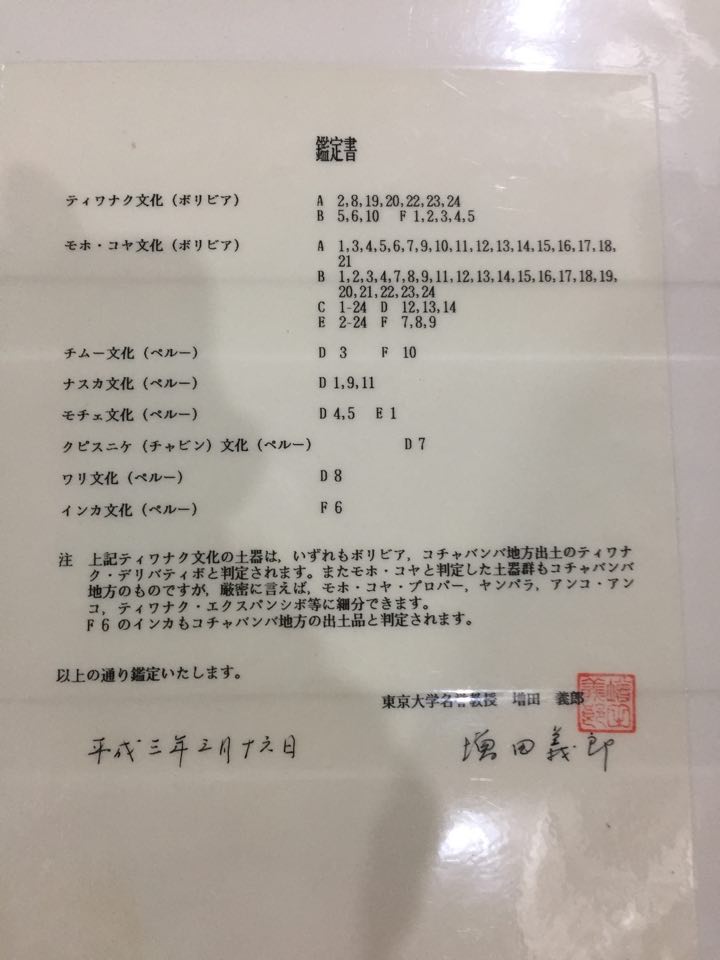 鑑定書
ティワナク文化（ボリビア） A 2,8,19,20,22,23,24
B 5,6,10 F 1,2,3,4,5
モホ・コヤ文化（ボリビア） A 1,3,4,5,6,7,9,10,11,12,13,14,15,16,17,18,
21
B 1,2,3,4,7,8,9,11,12,13,14,15,16,17,18,19,
20,21,22,23,24
C 1-24 D 12,13,14
E 2-24 F 7,8,9
チムー文化（ペルー） D 3 F 10
ナスカ文化（ペルー） D 1,9,11
モチェ文化（ペルー） D 4,5 E 1
クピスニケ（チャビン）文化（ペルー） D 7
ワリ文化（ペルー） D 8
インカ文化（ペルー） F 6
注 上記ティワナク文化の土器は，いずれもボリビア，コチャバンバ地方出土のティワナ
ク・デリバティボと判定されます。またモホ・コヤと判定した土器群もコチャバンバ
地方のものですが，厳密に言えば，モホ・コヤ・プロバー，ヤンパラ，アンコ・アン
コ，ティワナク・エクスパンシボ等に細分できます。
F 6 のインカもコチャバンバ地方の出土品と判定されます。
以上の通り鑑定いたします。
東京大学名誉教授 増田 義郎
平成三年三月十六日 増田義郎